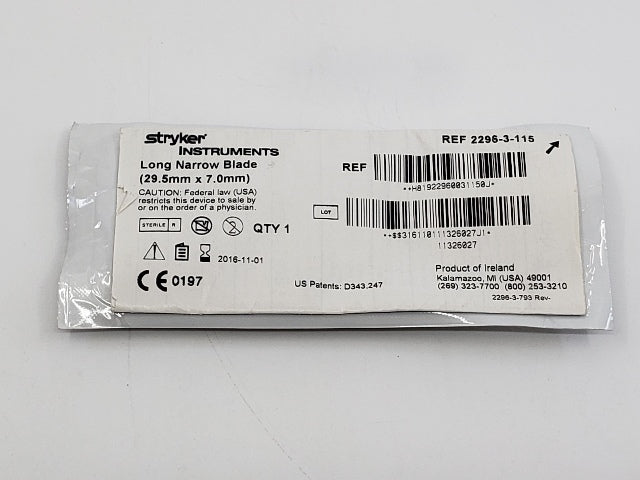 stryker
INSTRUMENTS
REF 2296-3-115
Long Narrow Blade
(29.5mm x 7.0mm)
REF
*+H81922960031150J*
CAUTION: Federal law (USA)
restricts this device to sale by
or on the order of a physician.
STERILE R
QTY 1
LOT
*+$$316110111326027J1*
11326027
2016-11-01
CE 0197
US Patents: D343,247
Product of Ireland
Kalamazoo, MI (USA) 49001
(269) 323-7700 (800) 253-3210
2296-3-793 Rev-